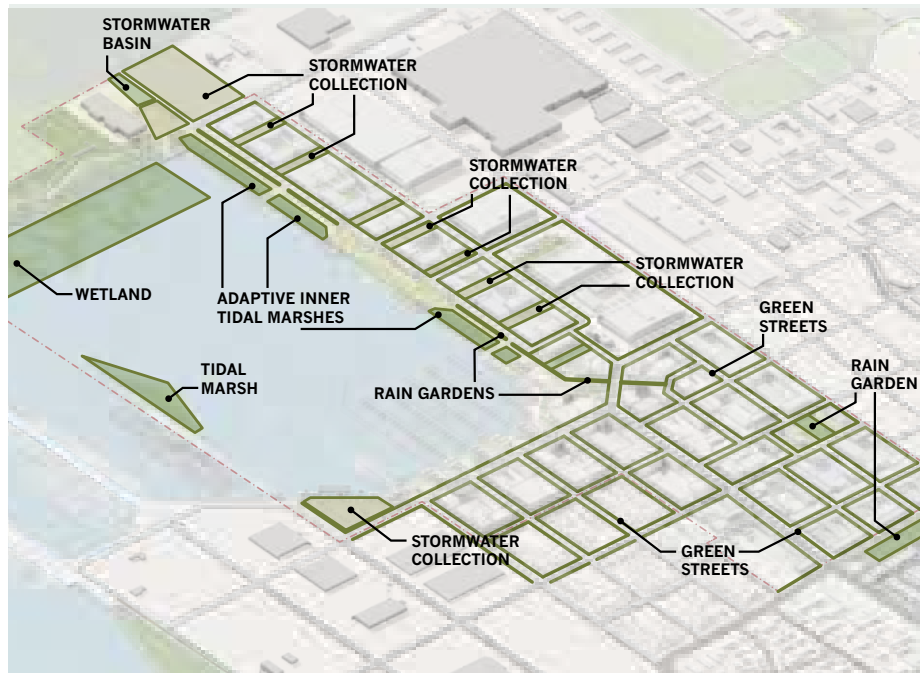 STORMWATER
BASIN
STORMWATER
COLLECTION
STORMWATER
COLLECTION
STORMWATER
COLLECTION
WETLAND
ADAPTIVE INNER
TIDAL MARSHES
GREEN
STREETS
TIDAL
MARSH
RAIN GARDENS
RAIN
GARDEN
STORMWATER
COLLECTION
GREEN
STREETS